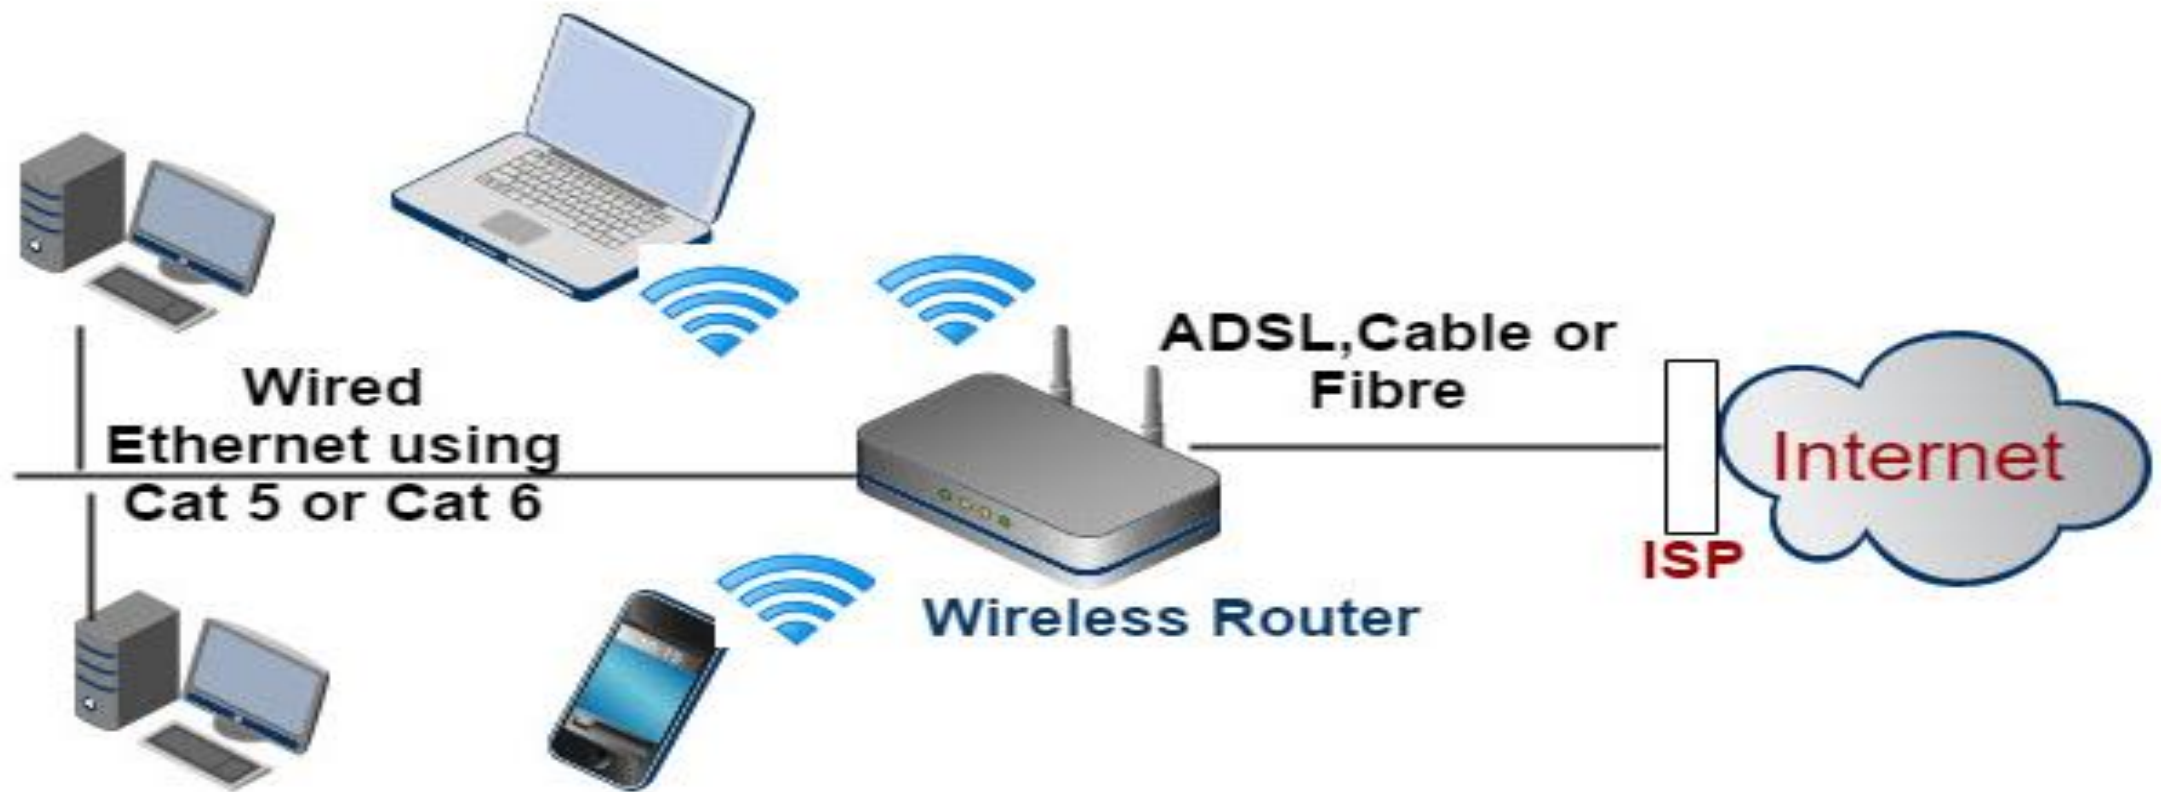 Wired
Ethernet using
Cat 5 or Cat 6
ADSL,Cable or
Fibre
Internet
ISP
Wireless Router